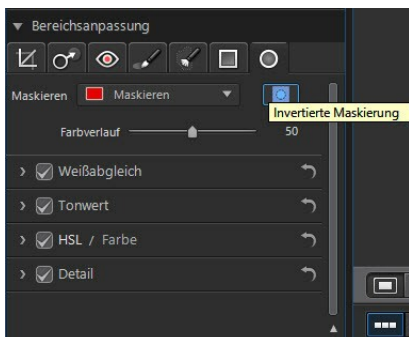 Bereichsanpassung
Maskieren Maskieren
Invertierte Maskierung
Farbverlauf 50
Weißabgleich
Tonwert
HSL / Farbe
Detail